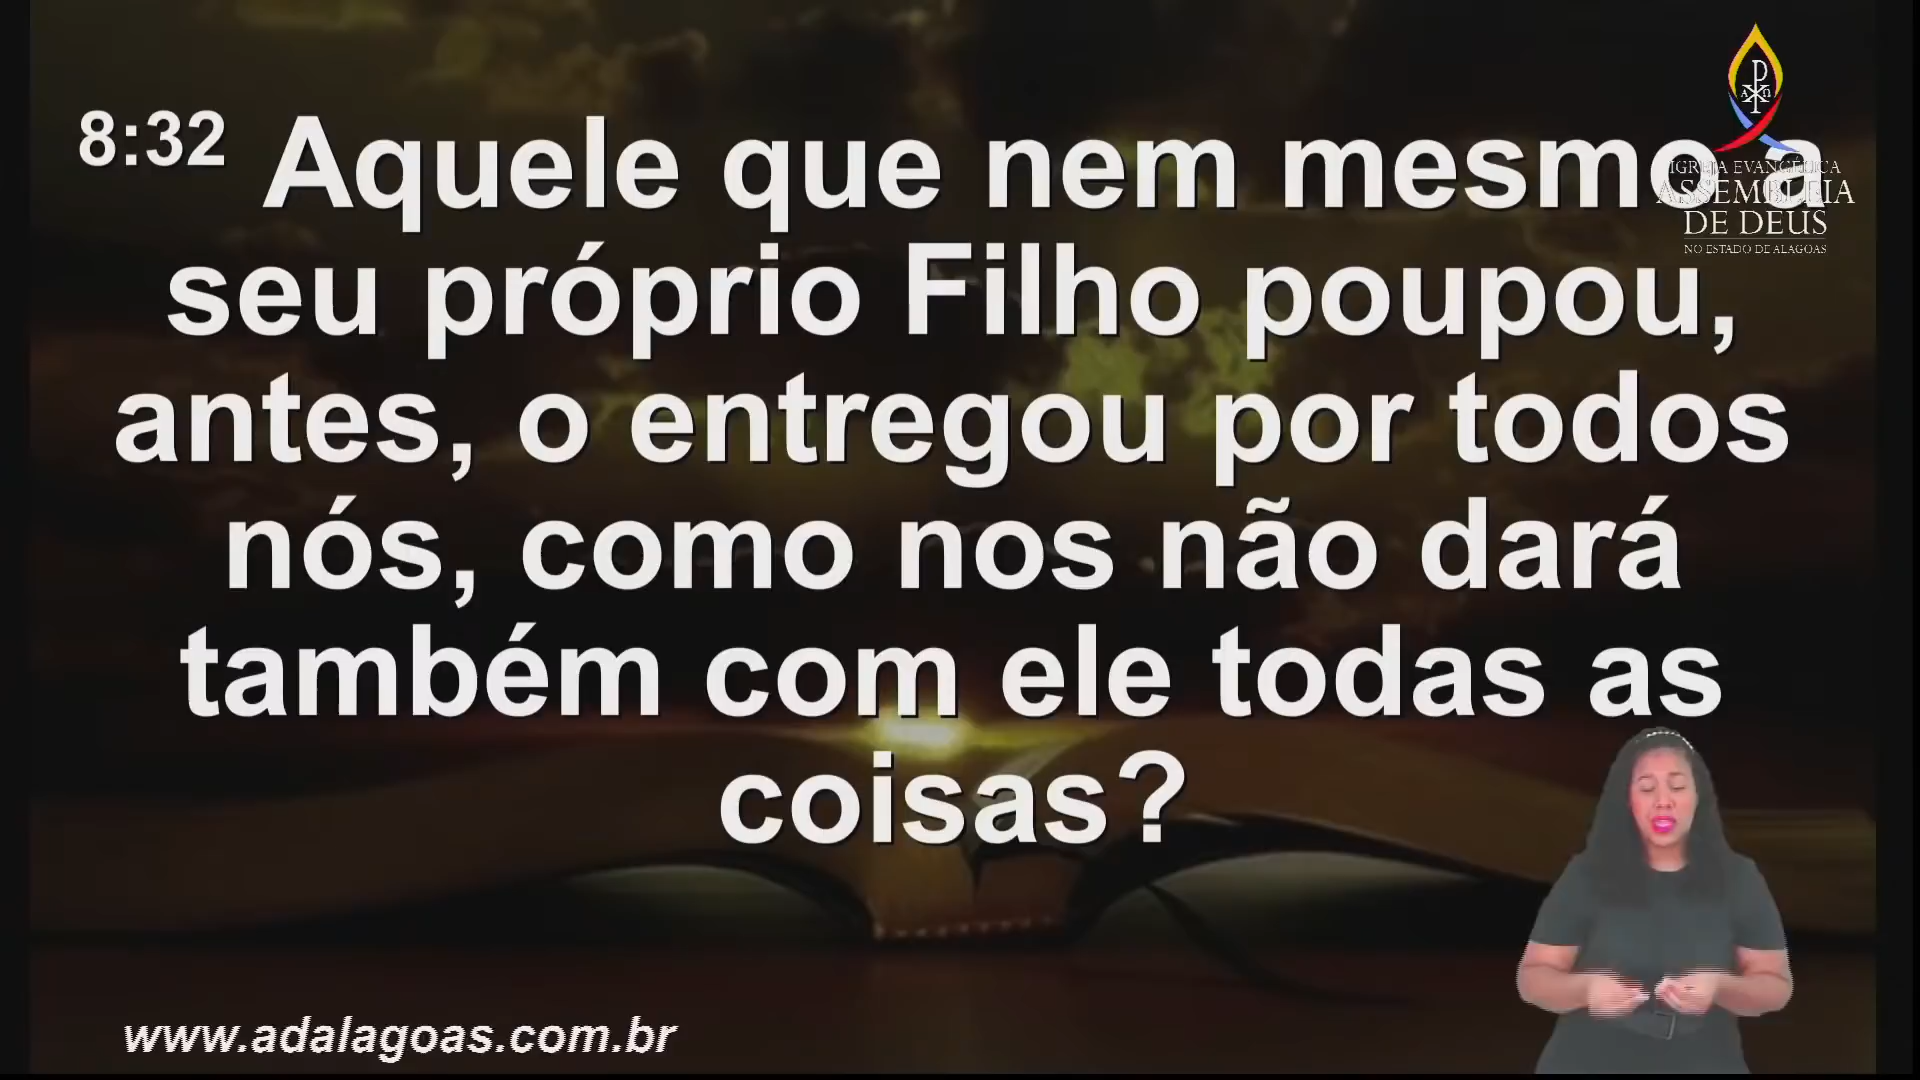 8:32 Aquele que nem mesmo a
seu próprio Filho poupou,
antes, o entregou por todos
nós, como nos não dará
também com ele todas as
coisas?
IGREJA EVANGÉLICA
ASSEMBLEIA
DE DEUS
NO ESTADO DE ALAGOAS
www.adalagoas.com.br